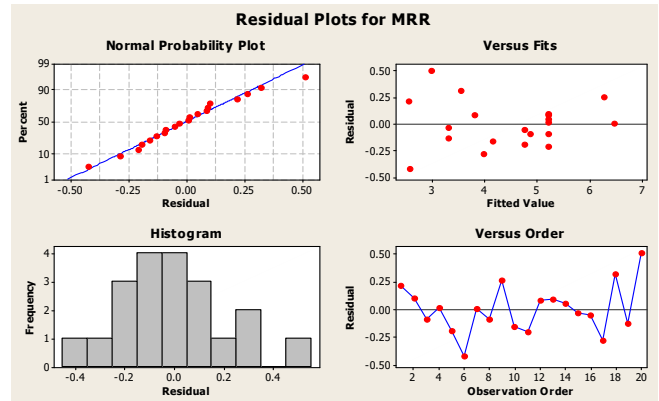 Residual Plots for MRR
Normal Probability Plot
99
90
50
10
1
Percent
-0.50 -0.25 0.00 0.25 0.50
Residual
Versus Fits
0.50
0.25
0.00
-0.25
-0.50
Residual
3 4 5 6 7
Fitted Value
Histogram
4
3
2
1
0
Frequency
-0.4 -0.2 0.0 0.2 0.4
Residual
Versus Order
0.50
0.25
0.00
-0.25
-0.50
Residual
2 4 6 8 10 12 14 16 18 20
Observation Order